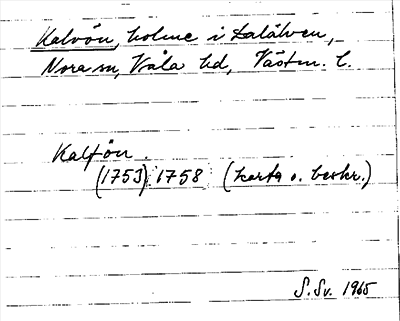 Kalvön, holme i Dalälven,
Nora sn, Våla hd, Västm. l.
Kalfön.
(1753) 1758 (karta o. beskr.)
S. Sv. 1965